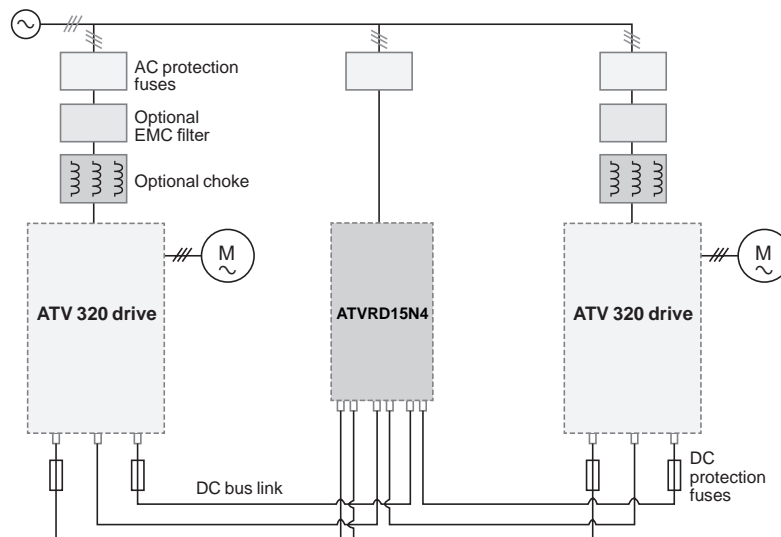 AC protection
fuses
Optional
EMC filter
Optional choke
M
M
ATV 320 drive
ATVRD15N4
ATV 320 drive
DC bus link
DC
protection
fuses